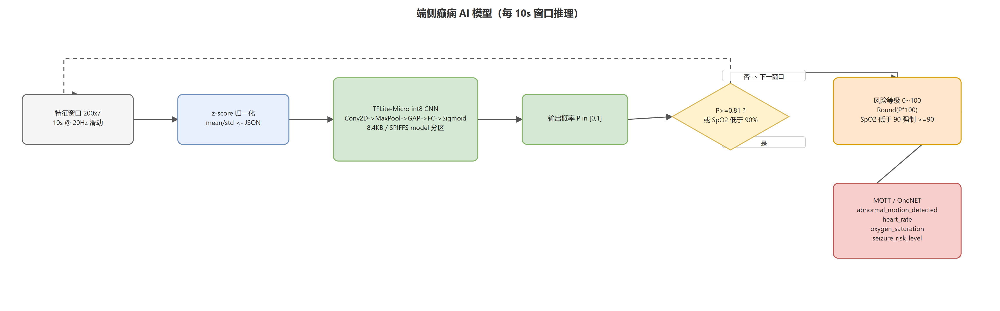 端侧癫痫 AI 模型（每 10s 窗口推理）
特征窗口 200x7
10s @ 20Hz 滑动
z-score 归一化
mean/std <- JSON
TFLite-Micro int8 CNN
Conv2D->MaxPool->GAP->FC->Sigmoid
8.4KB / SPIFFS model 分区
输出概率 P in [0,1]
P>=0.81 ?
或 SpO2 低于 90%
否 -> 下一窗口
是
风险等级 0~100
Round(P*100)
SpO2 低于 90 强制 >=90
MQTT / OneNET
abnormal_motion_detected
heart_rate
oxygen_saturation
seizure_risk_level